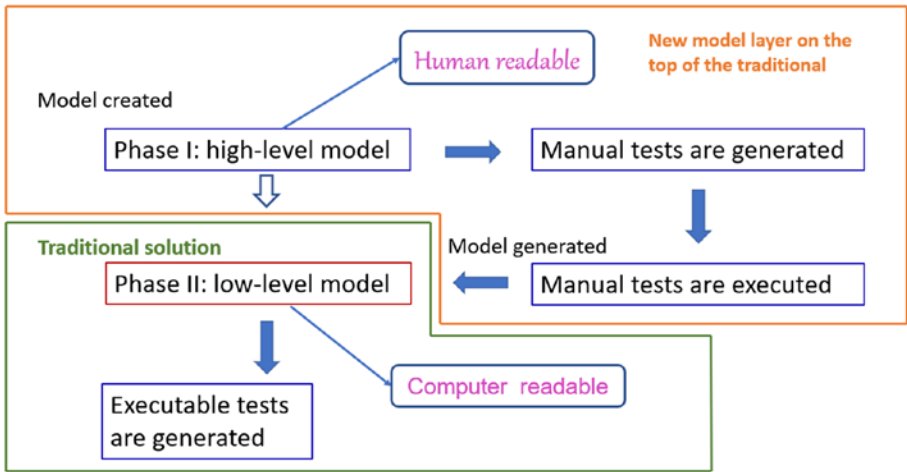 New model layer on the
top of the traditional
Human readable
Model created
Phase I: high-level model
Manual tests are generated
Traditional solution
Model generated
Phase II: low-level model
Manual tests are executed
Computer readable
Executable tests
are generated